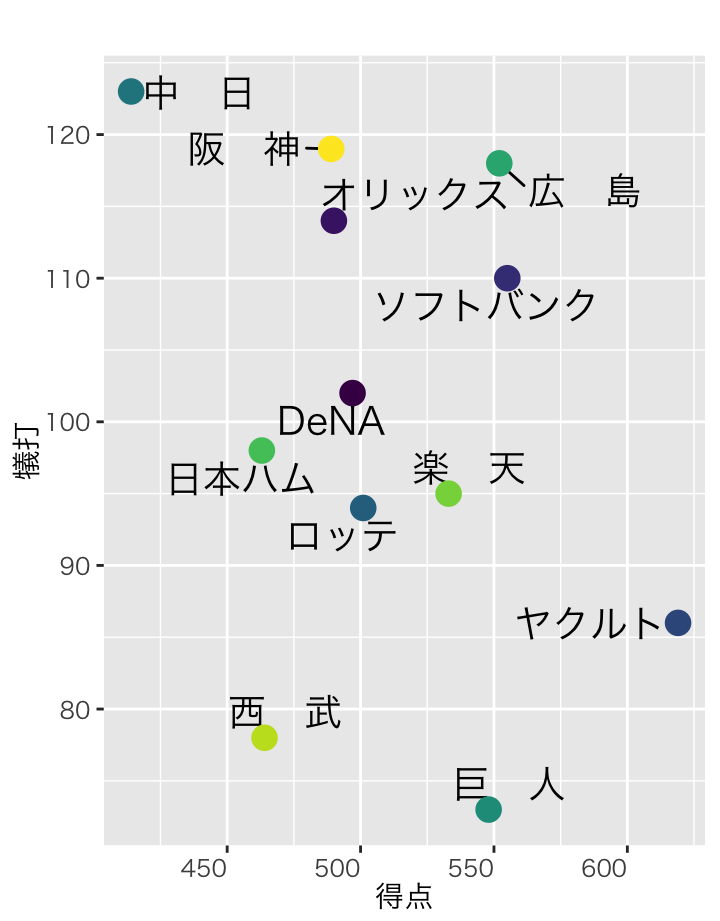 中　日
120
阪　神
オリックス
広　島
110
ソフトバンク
100
DeNA
楽　天
日本ハム
ロッテ
90
ヤクルト
80
西　武
巨　人
450
500
550
600
得点
犠打